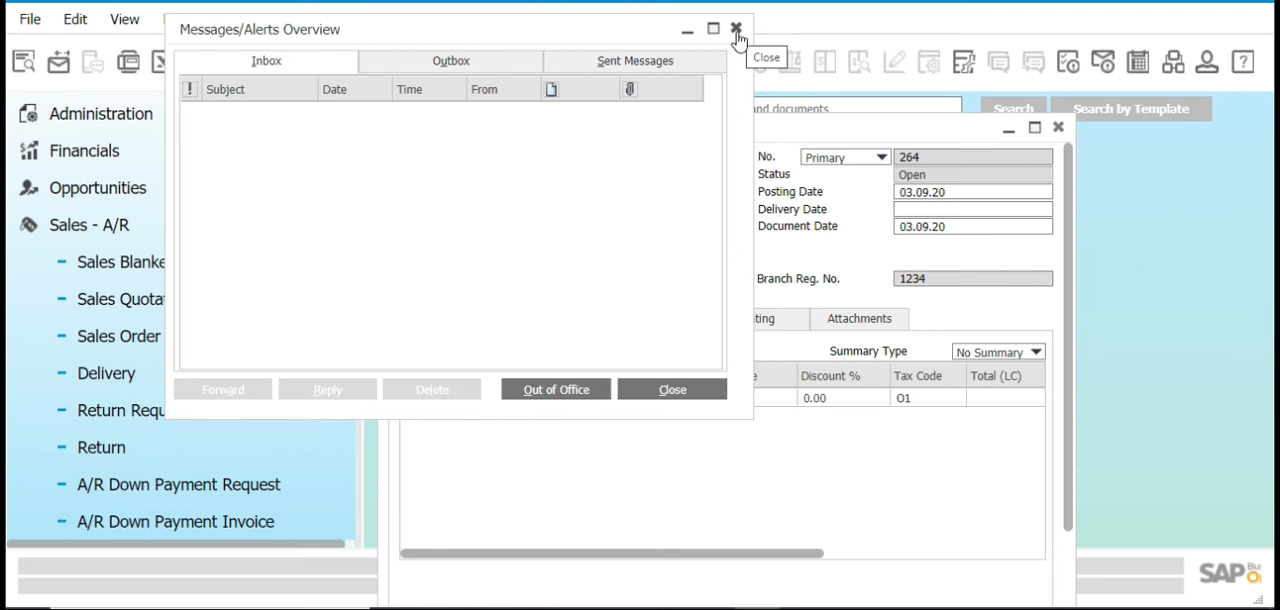 File Edit View
Messages/Alerts Overview
Close
Inbox Outbox Sent Messages
! Subject Date Time From
Forward Reply Delete Out of Office Close
Administration
Financials
Opportunities
Sales - A/R
- Sales Blanke
- Sales Quota
- Sales Order
- Delivery
- Return Requ
- Return
- A/R Down Payment Request
- A/R Down Payment Invoice
and documents Search Search by Template
No. Primary 264
Status Open
Posting Date 03.09.20
Delivery Date
Document Date 03.09.20
Branch Reg. No. 1234
ting Attachments
Summary Type No Summary
e Discount % Tax Code Total (LC)
0.00 O1
SAP